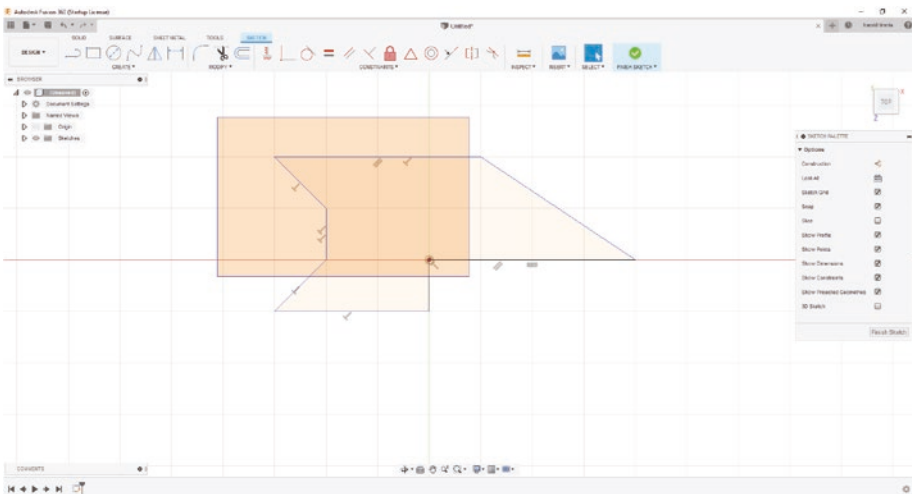 Autodesk Fusion 360 (Startup License)
Untitled*
SOLID SURFACE SHEET METAL TOOLS SKETCH
DESIGN
CREATE MODIFY CONSTRAINTS INSPECT INSERT SELECT FINISH SKETCH
BROWSER
Document Settings
Named Views
Origin
Sketches
TOP
X
Z
SKETCH PALETTE
Options
Construction
Look At
Sketch Grid
Snap
Slice
Show Profile
Show Points
Show Dimensions
Show Constraints
Show Projected Geometries
3D Sketch
Finish Sketch
COMMENTS